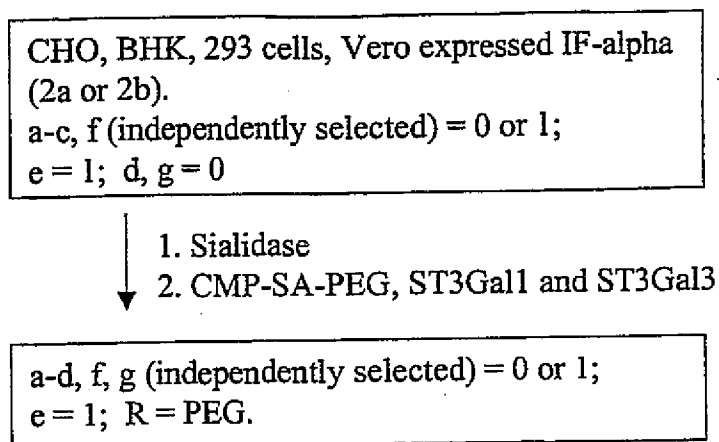 CHO, BHK, 293 cells, Vero expressed IF-alpha
(2a or 2b).
a-c, f (independently selected) = 0 or 1;
e = 1; d, g = 0
1. Sialidase
2. CMP-SA-PEG, ST3Gal1 and ST3Gal3
a-d, f, g (independently selected) = 0 or 1;
e = 1; R = PEG.